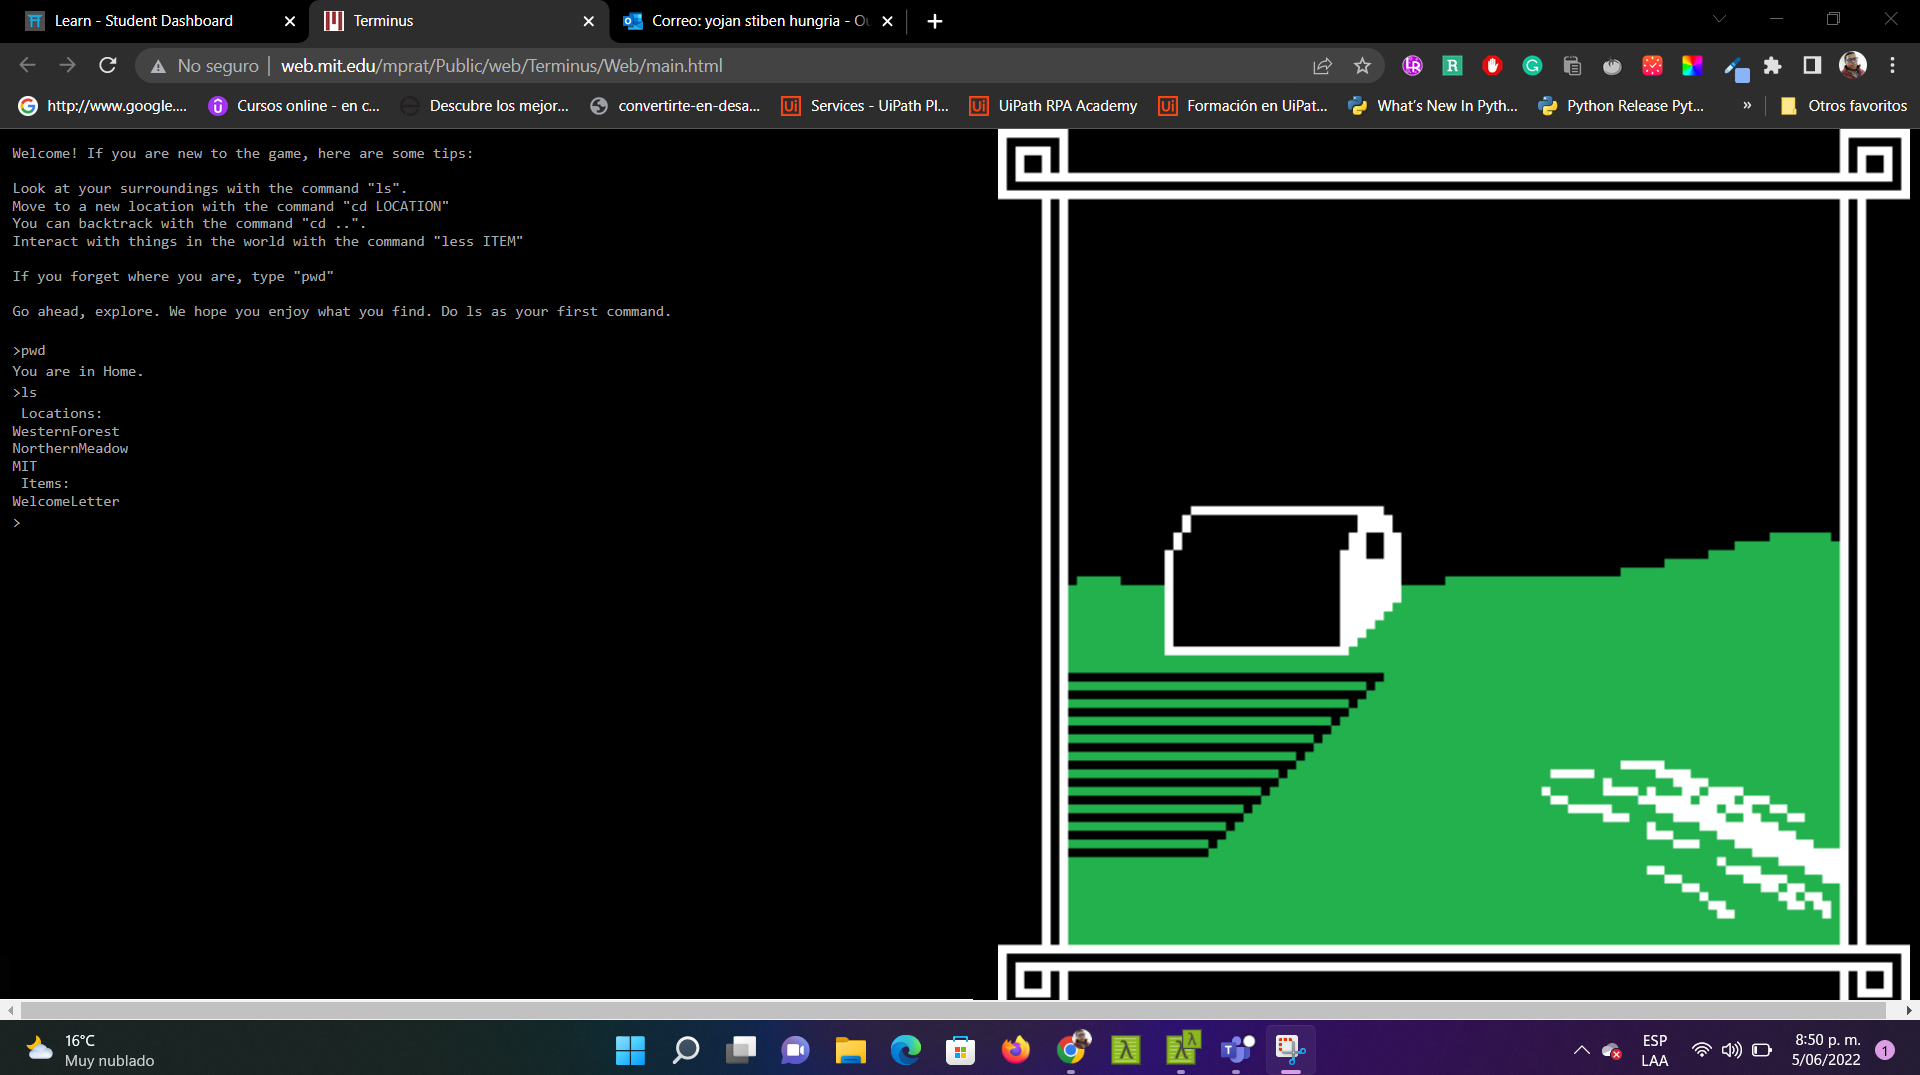 Learn - Student Dashboard
Terminus
Correo: yojan stiben hungria - Ou
No seguro
web.mit.edu/mprat/Public/web/Terminus/Web/main.html
http://www.google....
Cursos online - en c...
Descubre los mejor...
convertirte-en-desa...
Services - UiPath Pl...
UiPath RPA Academy
Formación en UiPat...
What's New In Pyth...
Python Release Pyt...
»
Otros favoritos
Welcome! If you are new to the game, here are some tips:
Look at your surroundings with the command "ls".
Move to a new location with the command "cd LOCATION"
You can backtrack with the command "cd ..".
Interact with things in the world with the command "less ITEM"
If you forget where you are, type "pwd"
Go ahead, explore. We hope you enjoy what you find. Do ls as your first command.
>pwd
You are in Home.
>ls
Locations:
WesternForest
NorthernMeadow
MIT
Items:
WelcomeLetter
>
16°C
Muy nublado
ESP
LAA
8:50 p. m.
5/06/2022
1